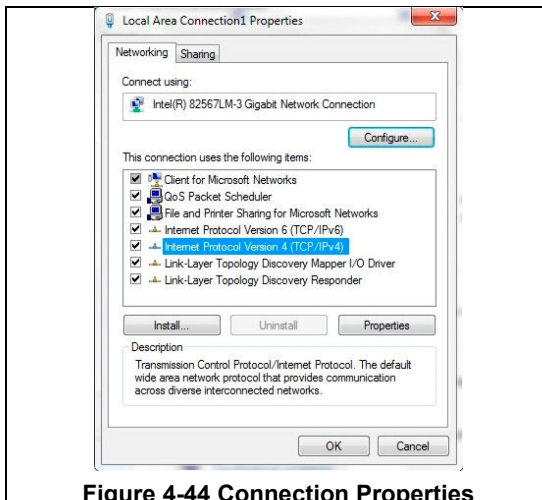 Local Area Connection1 Properties
Networking
Sharing
Connect using:
Intel(R) 82567LM-3 Gigabit Network Connection
Configure...
This connection uses the following items:
Client for Microsoft Networks
QoS Packet Scheduler
File and Printer Sharing for Microsoft Networks
Internet Protocol Version 6 (TCP/IPv6)
Internet Protocol Version 4 (TCP/IPv4)
Link-Layer Topology Discovery Mapper I/O Driver
Link-Layer Topology Discovery Responder
Install...
Uninstall
Properties
Description
Transmission Control Protocol/Internet Protocol. The default
wide area network protocol that provides communication
across diverse interconnected networks.
OK
Cancel
Figure 4-44 Connection Properties